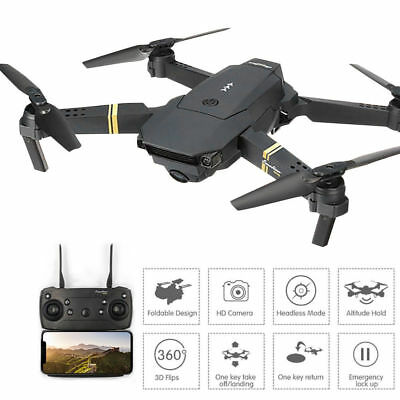 Foldable Design
HD Camera
Headless Mode
Altitude Hold
360°
3D Flips
One key take
off/landing
One key return
Emergency
lock up